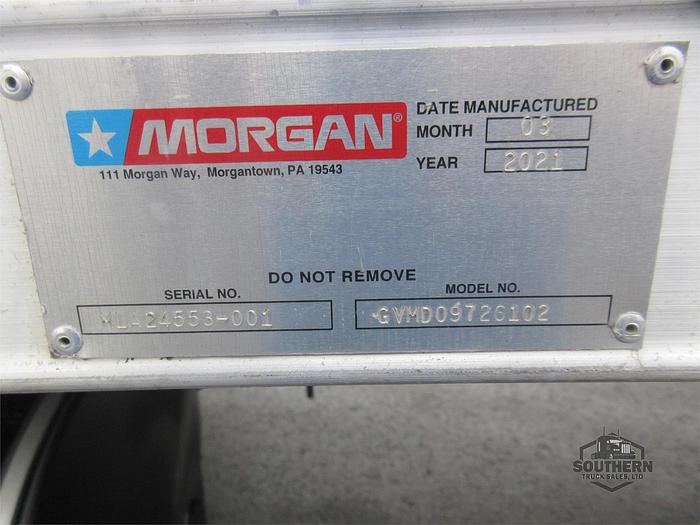 MORGAN®
111 Morgan Way, Morgantown, PA 19543
DATE MANUFACTURED
MONTH 03
YEAR 2021
DO NOT REMOVE
SERIAL NO.
MODEL NO.
GVMD09726102
SOUTHERN
TRUCK SALES, LTD